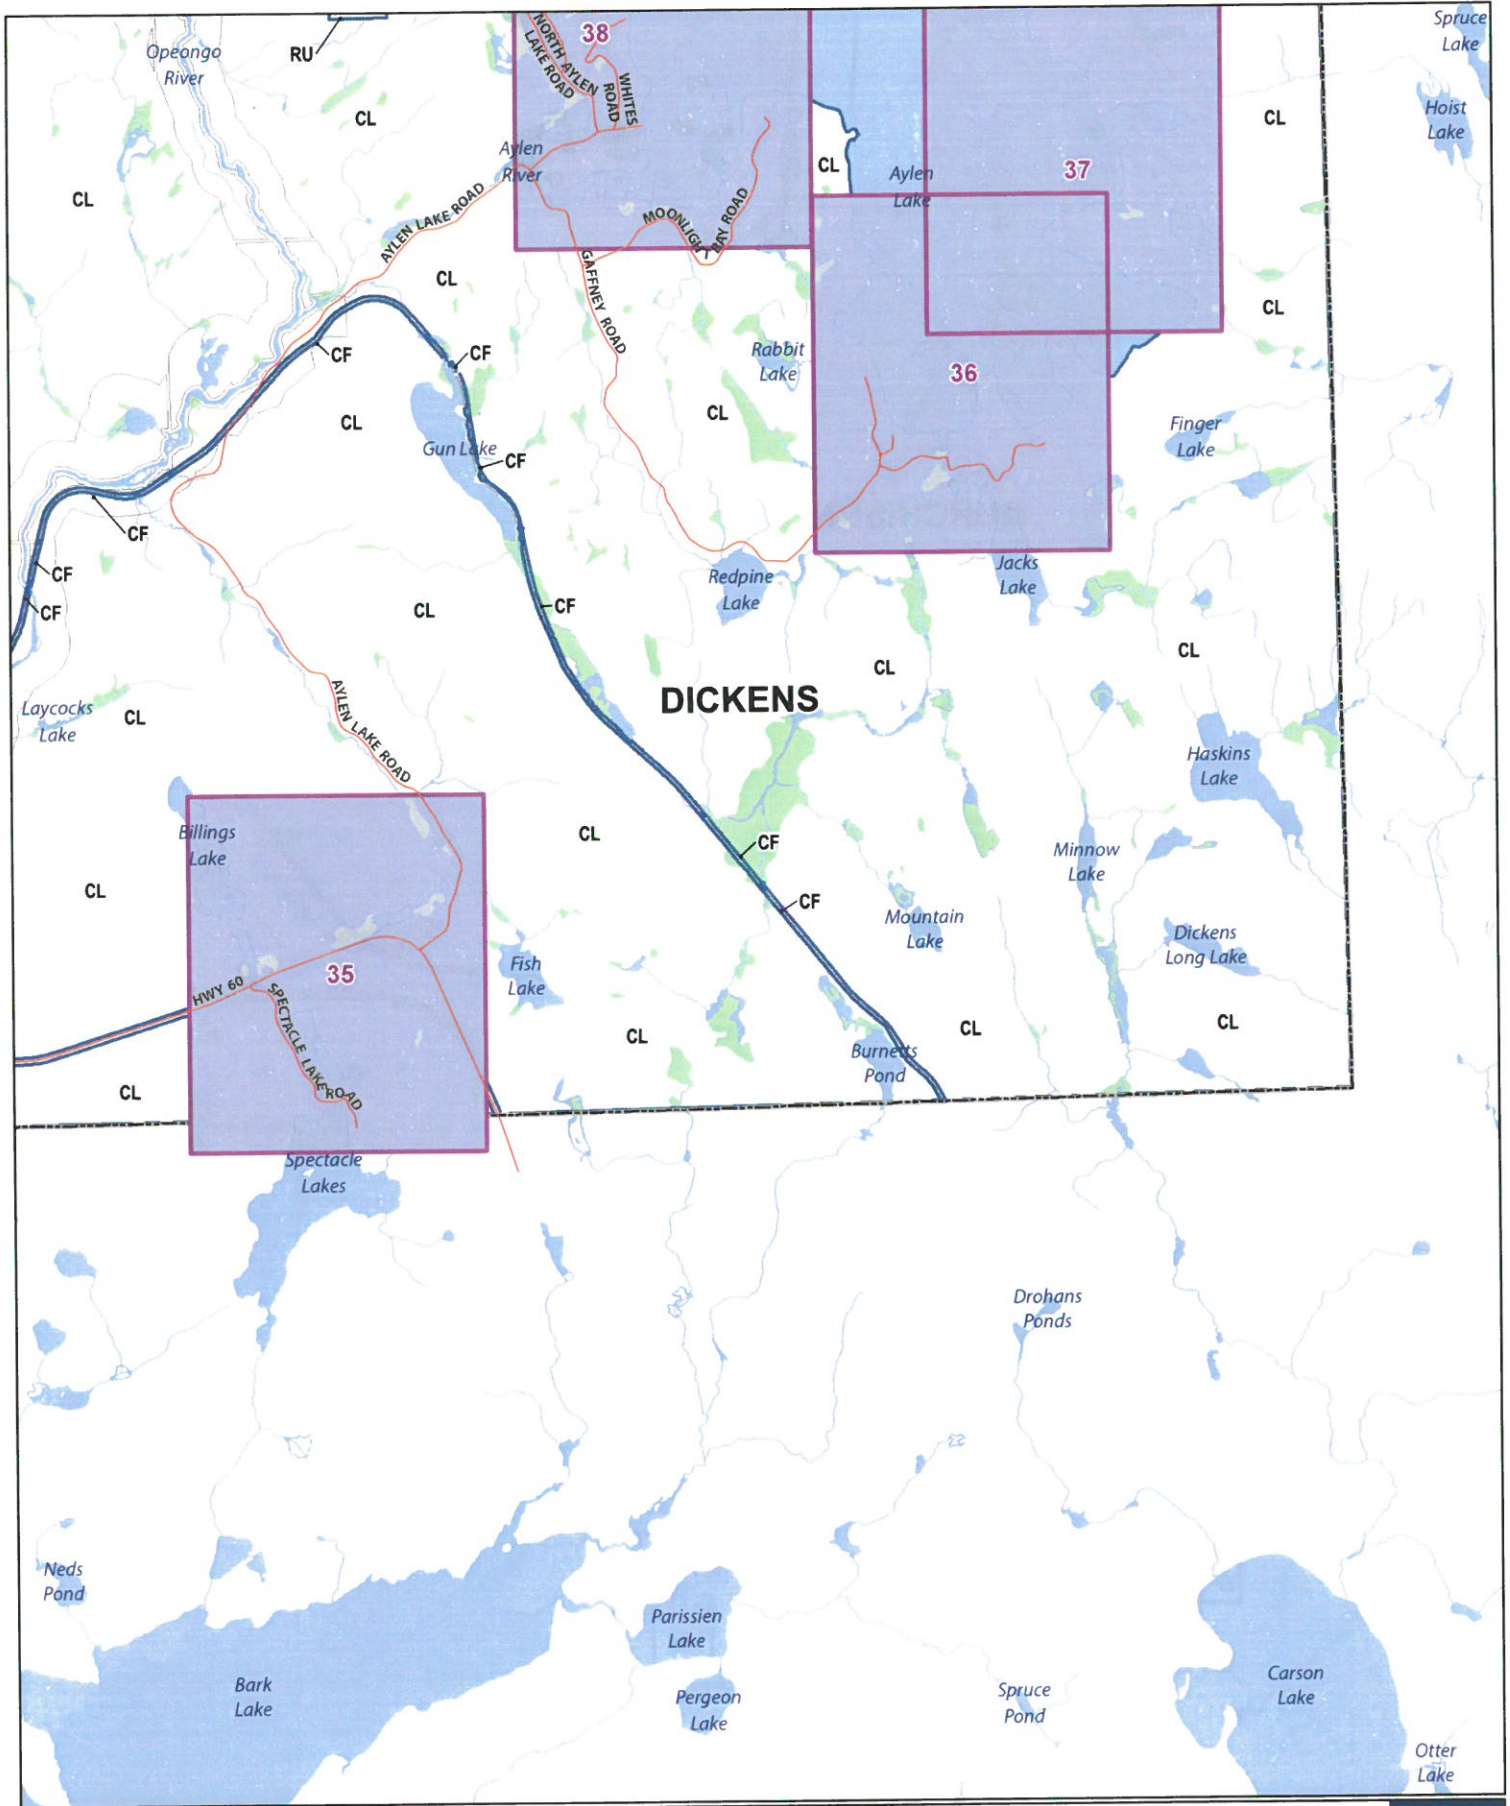 38
Spruce
Lake
Opeongo
River
RU
NORTH AYLEN
LAKE ROAD
WHITES
ROAD
CL
CL
Hoist
Lake
Aylen
River
CL
Aylen
Lake
37
CL
AYLEN LAKE ROAD
MOONLIGHT BAY ROAD
CL
GAFFNEY ROAD
CL
CF
CF
Rabbit
Lake
36
CL
CL
Gun Lake
CF
Finger
Lake
CF
CF
CF
Redpine
Lake
Jacks
Lake
CL
CF
CL
CL
DICKENS
Laycocks
Lake
CL
AYLEN LAKE ROAD
Haskins
Lake
Billings
Lake
CL
CF
Minnow
Lake
CL
CF
Mountain
Lake
Dickens
Long Lake
Fish
Lake
35
HWY 60
SPECTACLE LAKE ROAD
CL
CL
CL
Burnetts
Pond
CL
Spectacle
Lakes
Drohans
Ponds
Neds
Pond
Parissien
Lake
Bark
Lake
Pergeon
Lake
Spruce
Pond
Carson
Lake
Otter
Lake